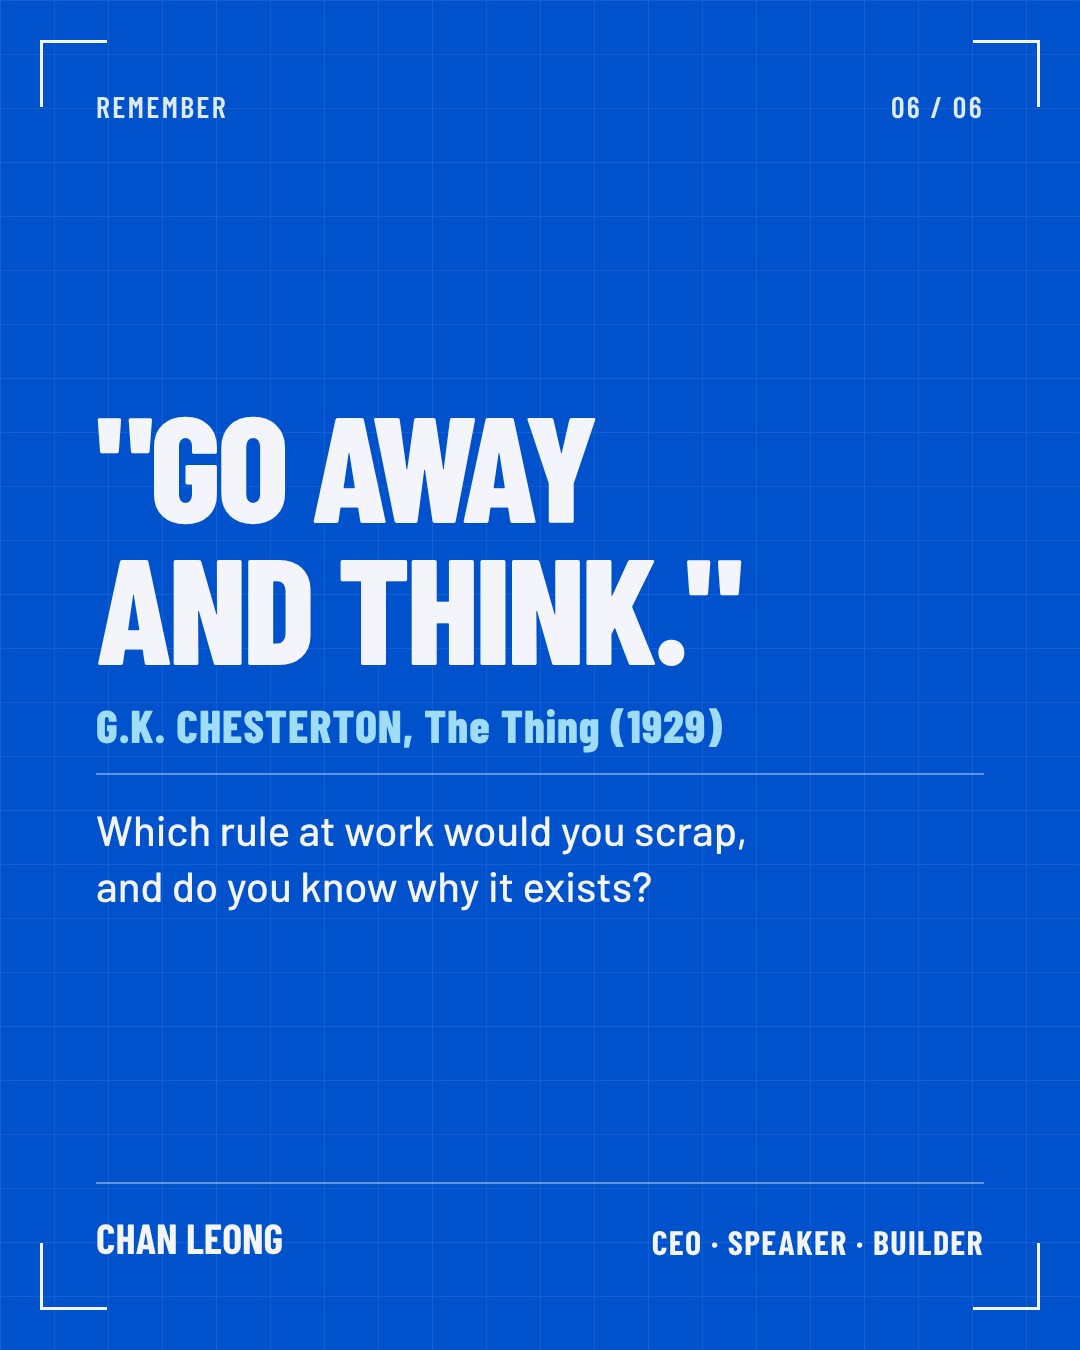 REMEMBER
06 / 06
"GO AWAY
AND THINK."
G.K. CHESTERTON, The Thing (1929)
Which rule at work would you scrap,
and do you know why it exists?
CHAN LEONG
CEO · SPEAKER · BUILDER